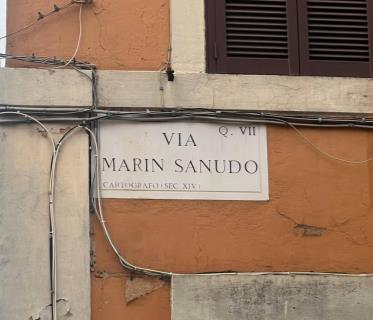 Q. VII
VIA
MARIN SANUDO
CARTOGRAFO (SEC. XIV)